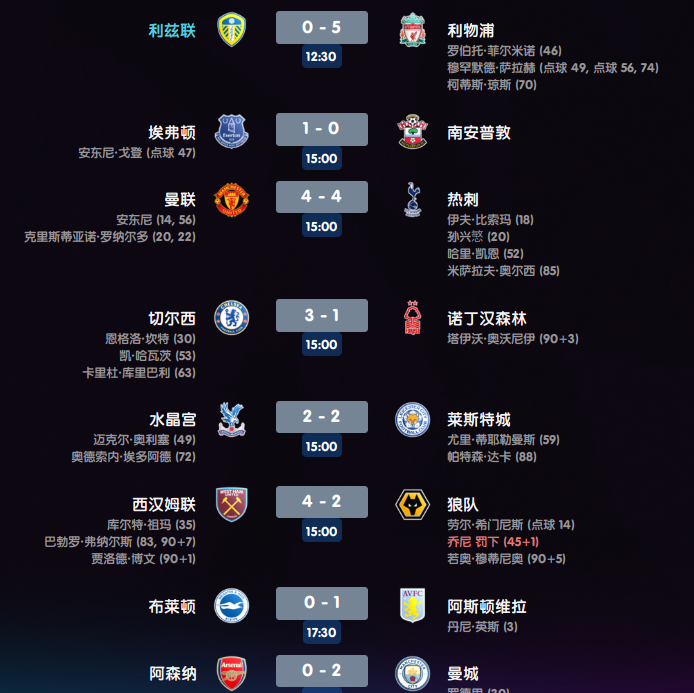 利兹联 0 - 5 利物浦
12:30 罗伯托·菲尔米诺 (46)
穆罕默德·萨拉赫 (点球 49, 点球 56, 74)
柯蒂斯·琼斯 (70)
埃弗顿 Everton 1 - 0 南安普敦
安东尼·戈登 (点球 47) 15:00
曼联 4 - 4 热刺
安东尼 (14, 56) 15:00 伊夫·比索玛 (18)
克里斯蒂亚诺·罗纳尔多 (20, 22) 孙兴慜 (20)
哈里·凯恩 (52)
米萨拉夫·奥尔西 (85)
切尔西 3 - 1 诺丁汉森林
恩格洛·坎特 (30) 15:00 塔伊沃·奥沃尼伊 (90+3)
凯·哈瓦茨 (53)
卡里杜·库里巴利 (63)
水晶宫 2 - 2 莱斯特城
迈克尔·奥利塞 (49) 15:00 尤里·蒂耶勒曼斯 (59)
奥德索内·埃多阿德 (72) 帕特森·达卡 (88)
西汉姆联 4 - 2 狼队
库尔特·祖玛 (35) 15:00 劳尔·希门尼斯 (点球 14)
巴勃罗·弗纳尔斯 (83, 90+7) 乔尼 罚下 (45+1)
贾洛德·博文 (90+1) 若奥·穆蒂尼奥 (90+5)
布莱顿 0 - 1 AVFC 阿斯顿维拉
17:30 丹尼·英斯 (3)
阿森纳 Arsenal 0 - 2 曼城